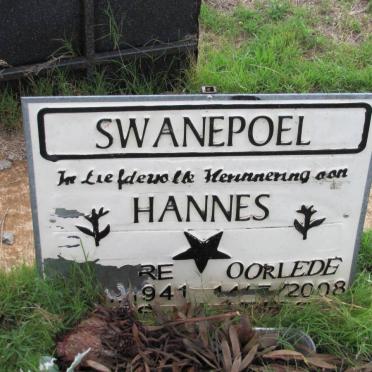 SWANEPOEL
In Liefdevolle Herinnering aan
HANNES
RE OORLEDE
1941 2008